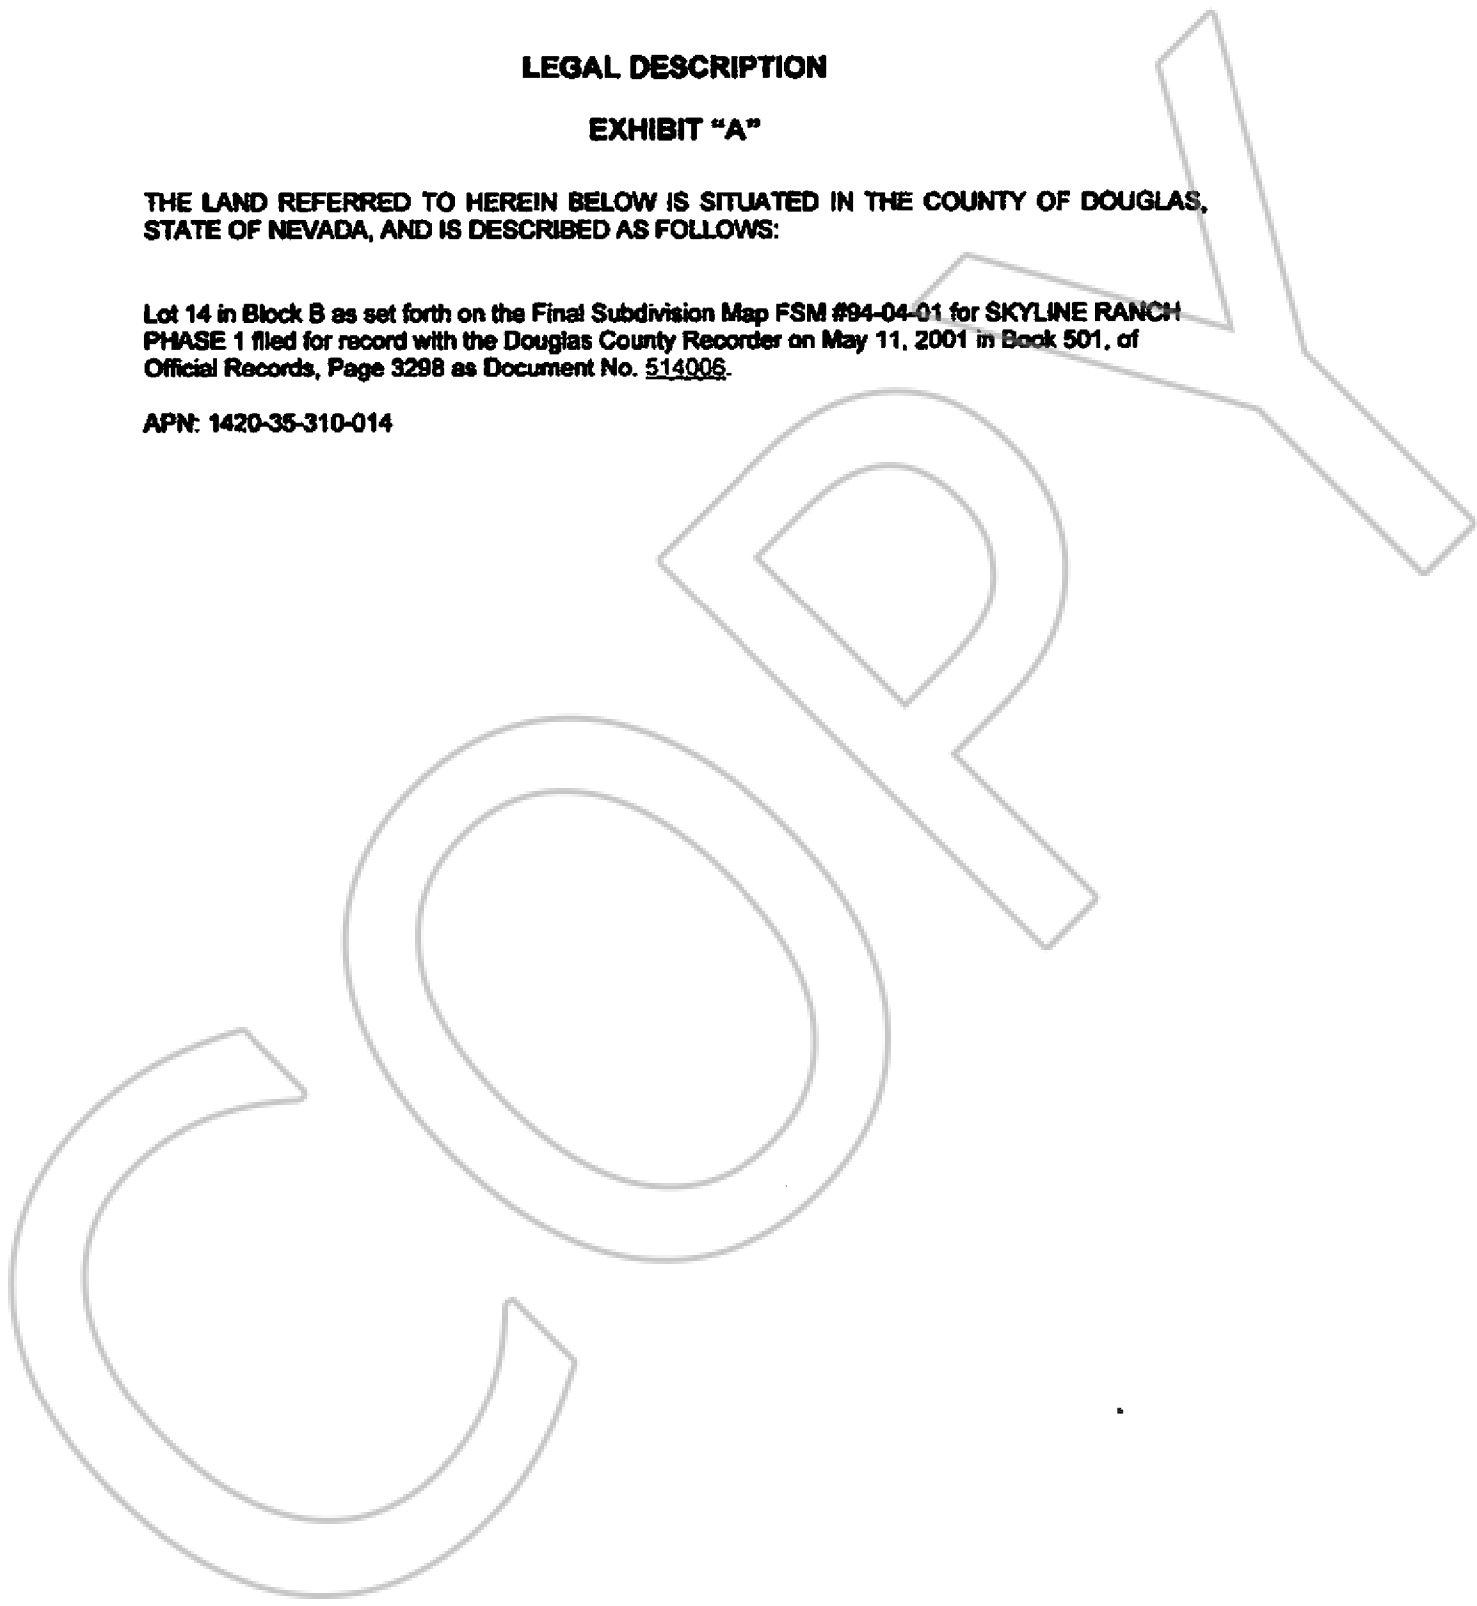 LEGAL DESCRIPTION
EXHIBIT “A”
THE LAND REFERRED TO HEREIN BELOW IS SITUATED IN THE COUNTY OF DOUGLAS,
STATE OF NEVADA, AND IS DESCRIBED AS FOLLOWS:
Lot 14 in Block B as set forth on the Final Subdivision Map FSM #94-04-01 for SKYLINE RANCH
PHASE 1 filed for record with the Douglas County Recorder on May 11, 2001 in Book 501, of
Official Records, Page 3298 as Document No. 514006.
APN: 1420-35-310-014
COPY